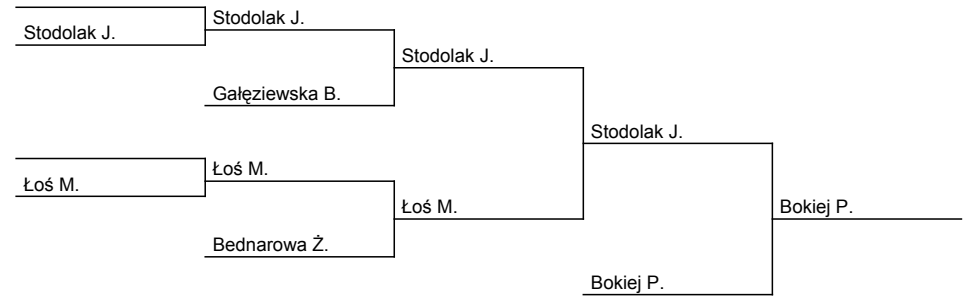 Stodolak J.
Stodolak J.
Stodolak J.
Gałęziewska B.
Stodolak J.
Łoś M.
Łoś M.
Łoś M.
Bokiej P.
Bednarowa Ż.
Bokiej P.